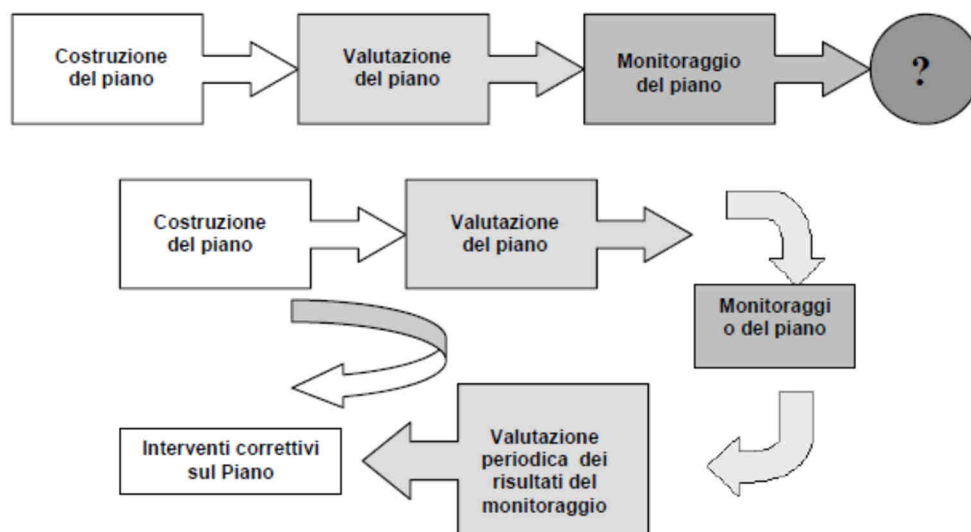 Costruzione
del piano
Valutazione
del piano
Monitoraggio
del piano
?
Costruzione
del piano
Valutazione
del piano
Monitoraggi
o del piano
Interventi correttivi
sul Piano
Valutazione
periodica dei
risultati del
monitoraggio